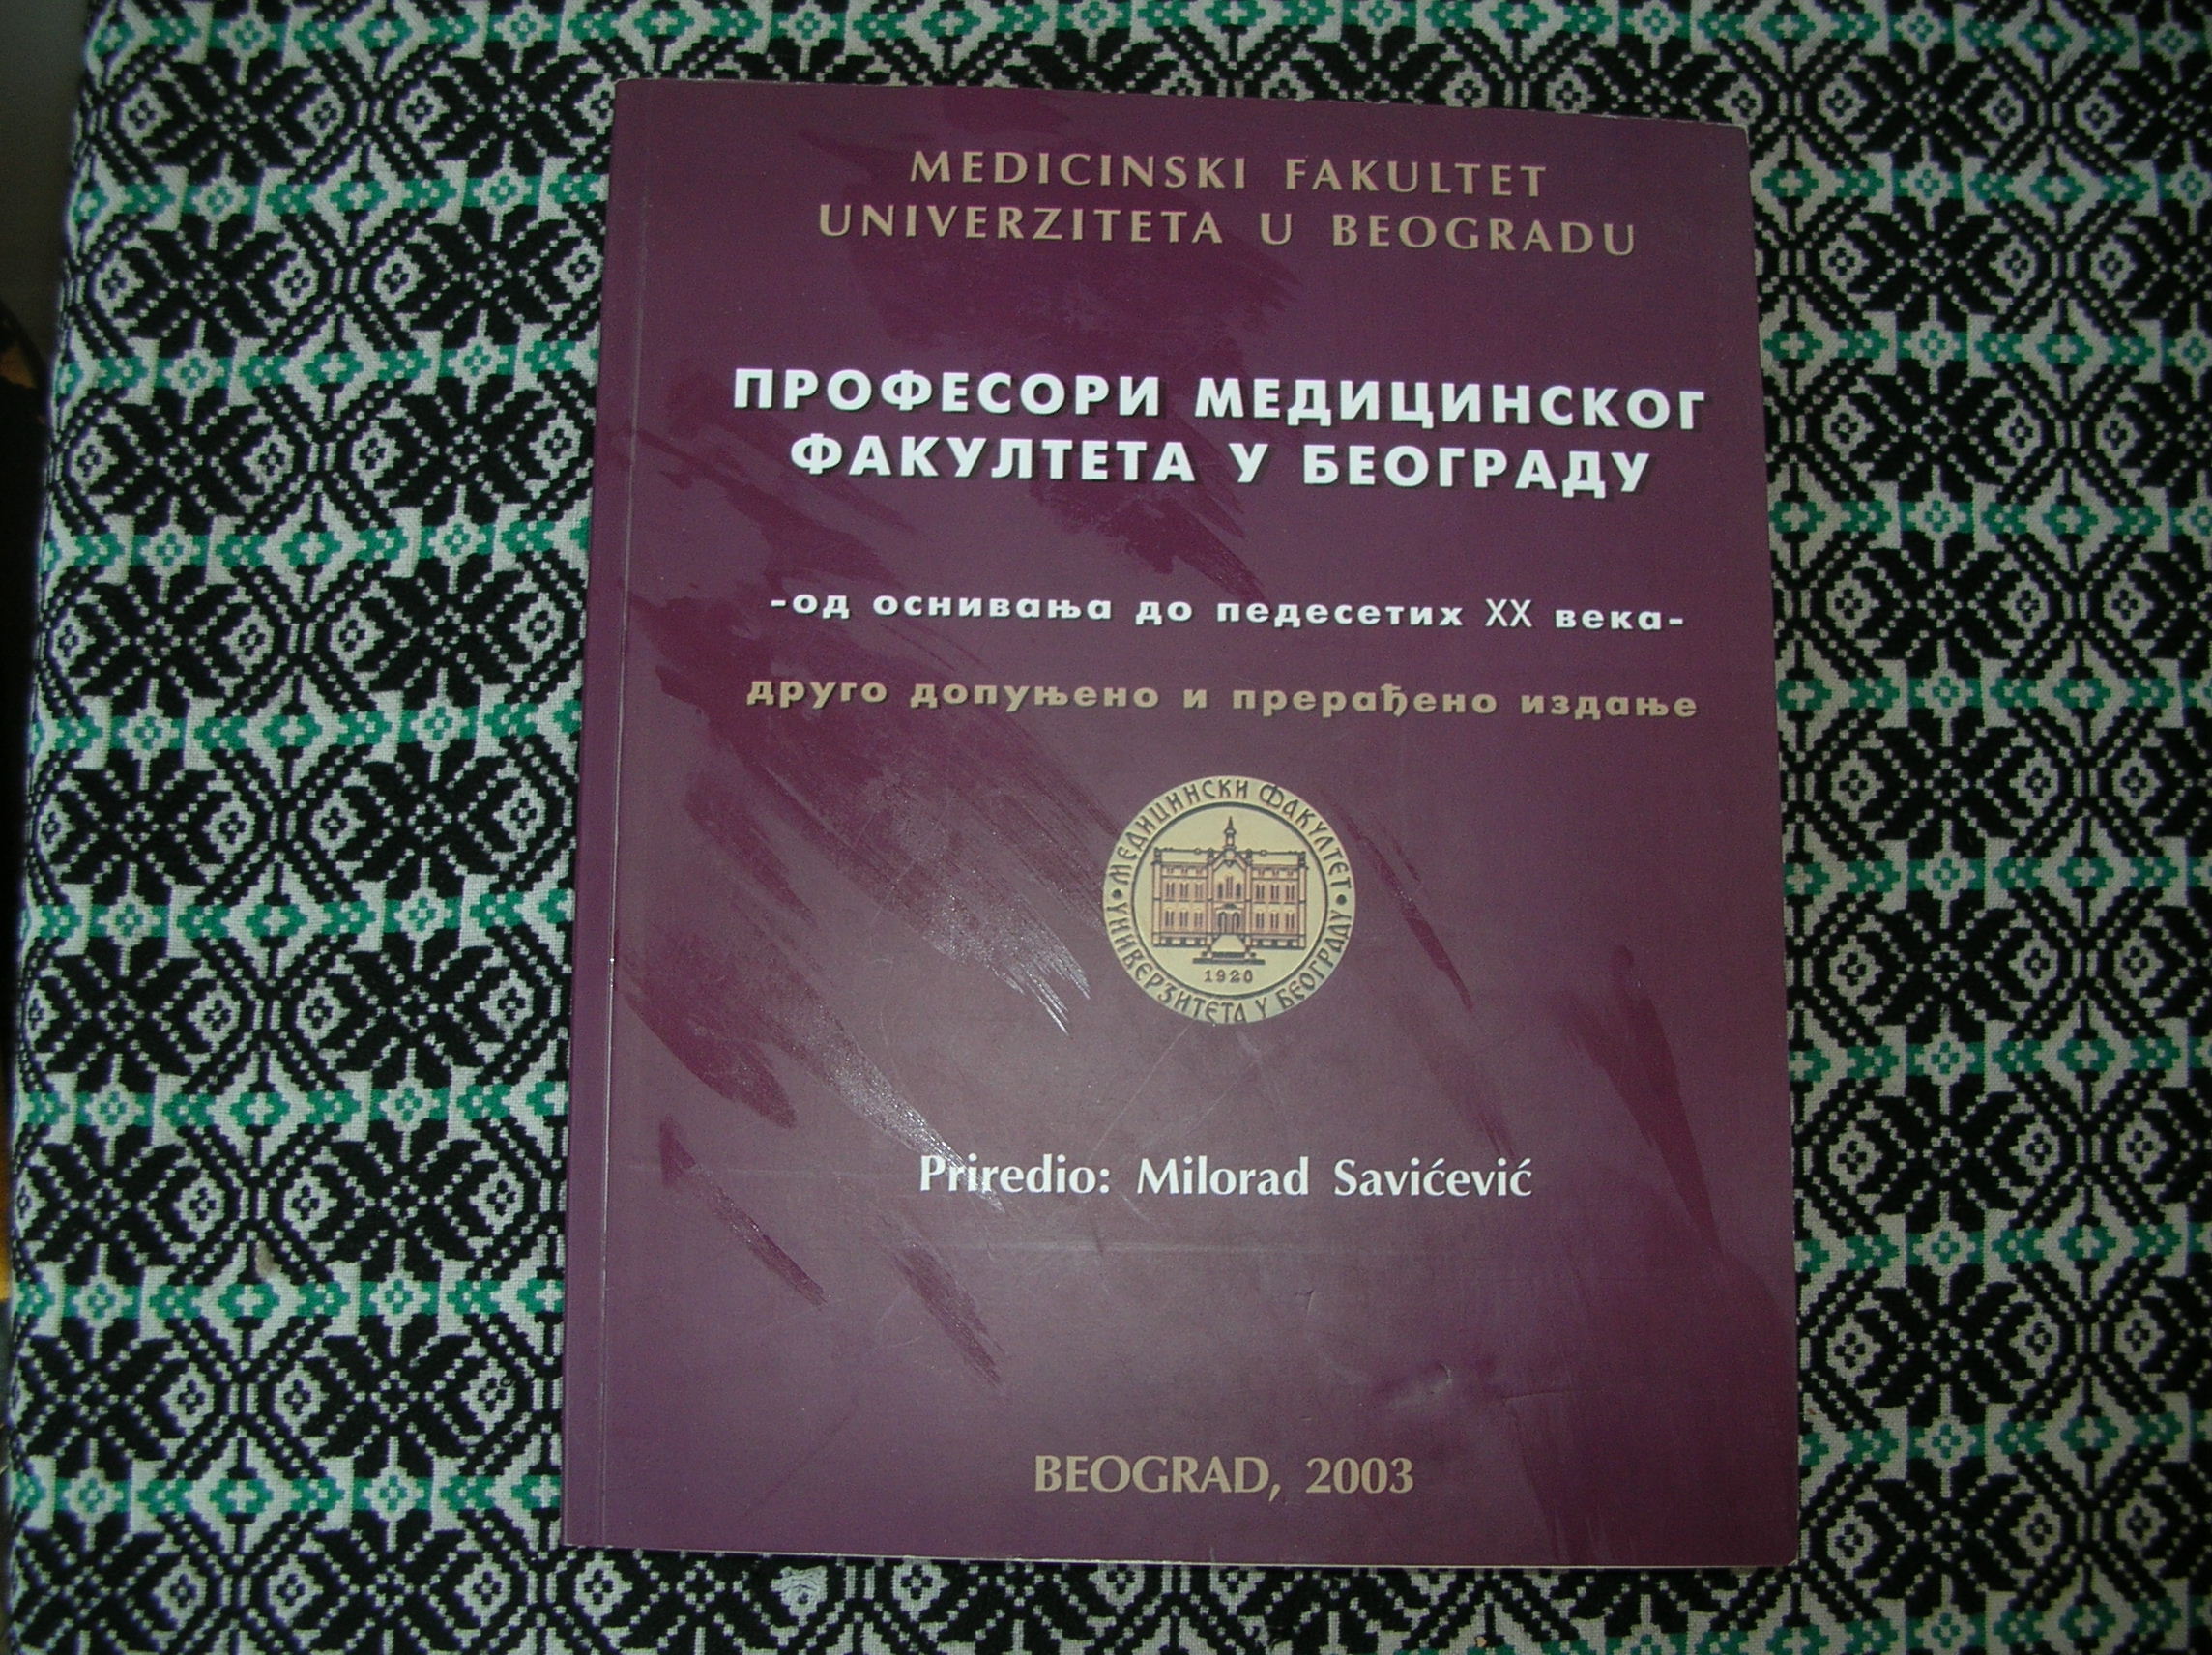 MEDICINSKI FAKULTET
UNIVERZITETA U BEOGRADU
ПРОФЕСОРИ МЕДИЦИНСКОГ
ФАКУЛТЕТА У БЕОГРАДУ
-од оснивања до педесетих XX века-
друго допуњено и прерађено издање
МЕДИЦИНСКИ ФАКУЛТЕТ
1920
УНИВЕРЗИТЕТА У БЕОГРАДУ
Priredio: Milorad Savićević
BEOGRAD, 2003